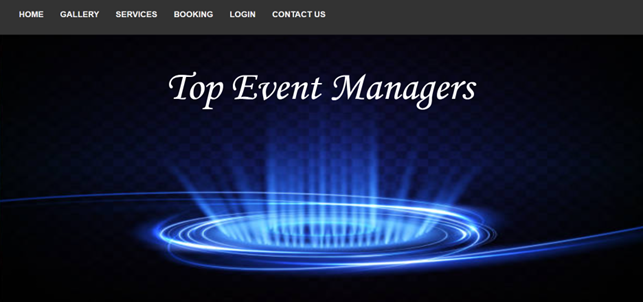 HOME GALLERY SERVICES BOOKING LOGIN CONTACT US
Top Event Managers